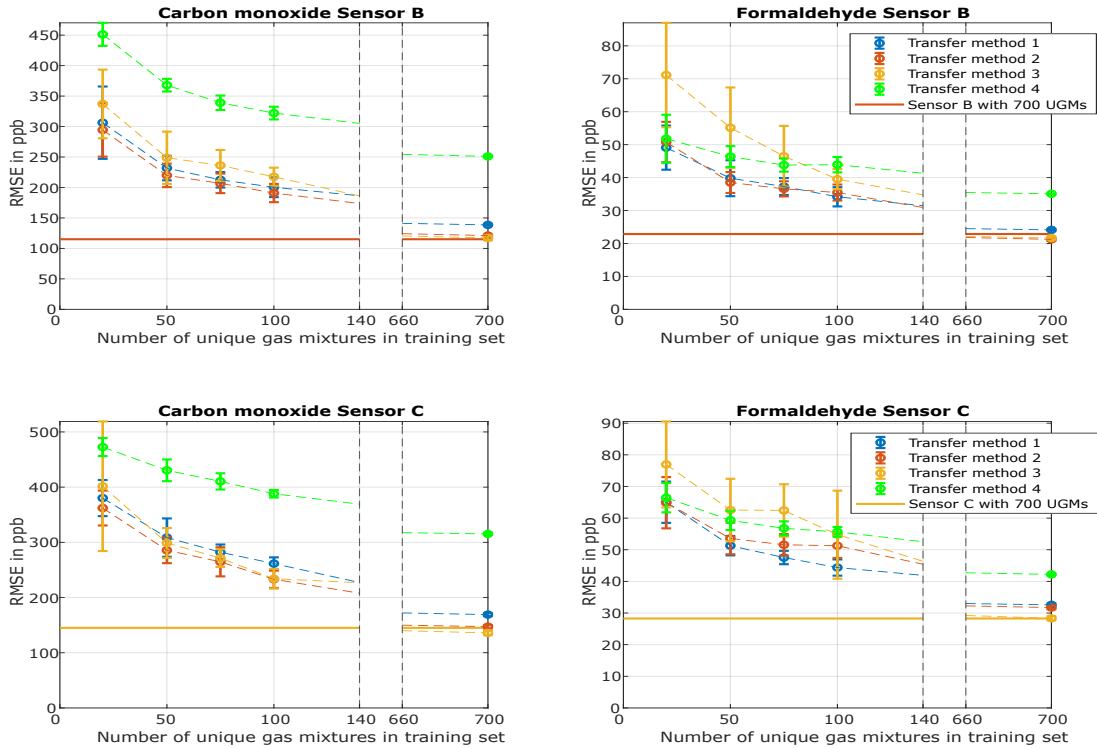 Carbon monoxide Sensor B
RMSE in ppb
450
400
350
300
250
200
150
100
50
0
0 50 100 140 660 700
Number of unique gas mixtures in training set
Formaldehyde Sensor B
RMSE in ppb
80
60
40
20
0
0 50 100 140 660 700
Number of unique gas mixtures in training set
Transfer method 1
Transfer method 2
Transfer method 3
Transfer method 4
Sensor B with 700 UGMs
Carbon monoxide Sensor C
RMSE in ppb
500
400
300
200
100
0
0 50 100 140 660 700
Number of unique gas mixtures in training set
Formaldehyde Sensor C
RMSE in ppb
90
80
70
60
50
40
30
20
10
0
0 50 100 140 660 700
Number of unique gas mixtures in training set
Transfer method 1
Transfer method 2
Transfer method 3
Transfer method 4
Sensor C with 700 UGMs